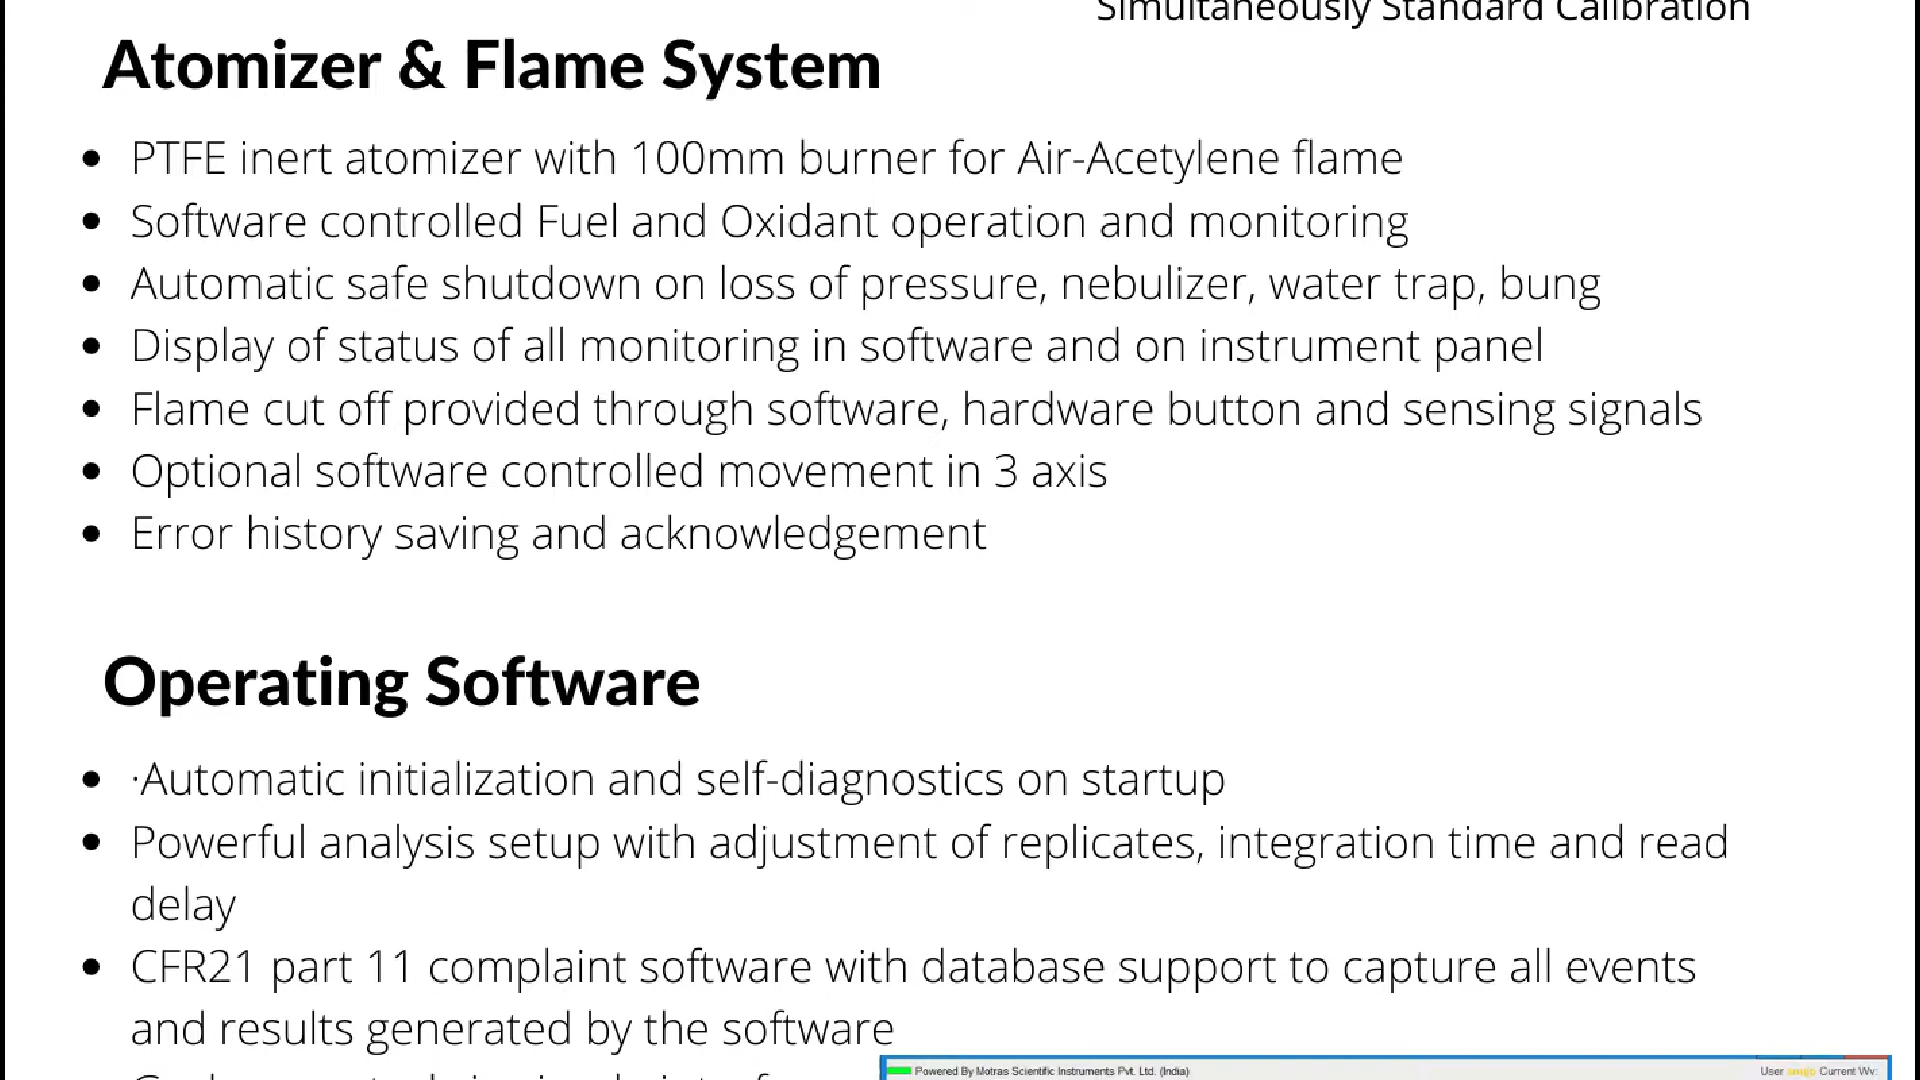 Simultaneously Standard Calibration
Atomizer & Flame System
• PTFE inert atomizer with 100mm burner for Air-Acetylene flame
• Software controlled Fuel and Oxidant operation and monitoring
• Automatic safe shutdown on loss of pressure, nebulizer, water trap, bung
• Display of status of all monitoring in software and on instrument panel
• Flame cut off provided through software, hardware button and sensing signals
• Optional software controlled movement in 3 axis
• Error history saving and acknowledgement
Operating Software
• ·Automatic initialization and self-diagnostics on startup
• Powerful analysis setup with adjustment of replicates, integration time and read
delay
• CFR21 part 11 complaint software with database support to capture all events
and results generated by the software
Powered By Motras Scientific Instruments Pvt. Ltd. (India)
User Current Wv: